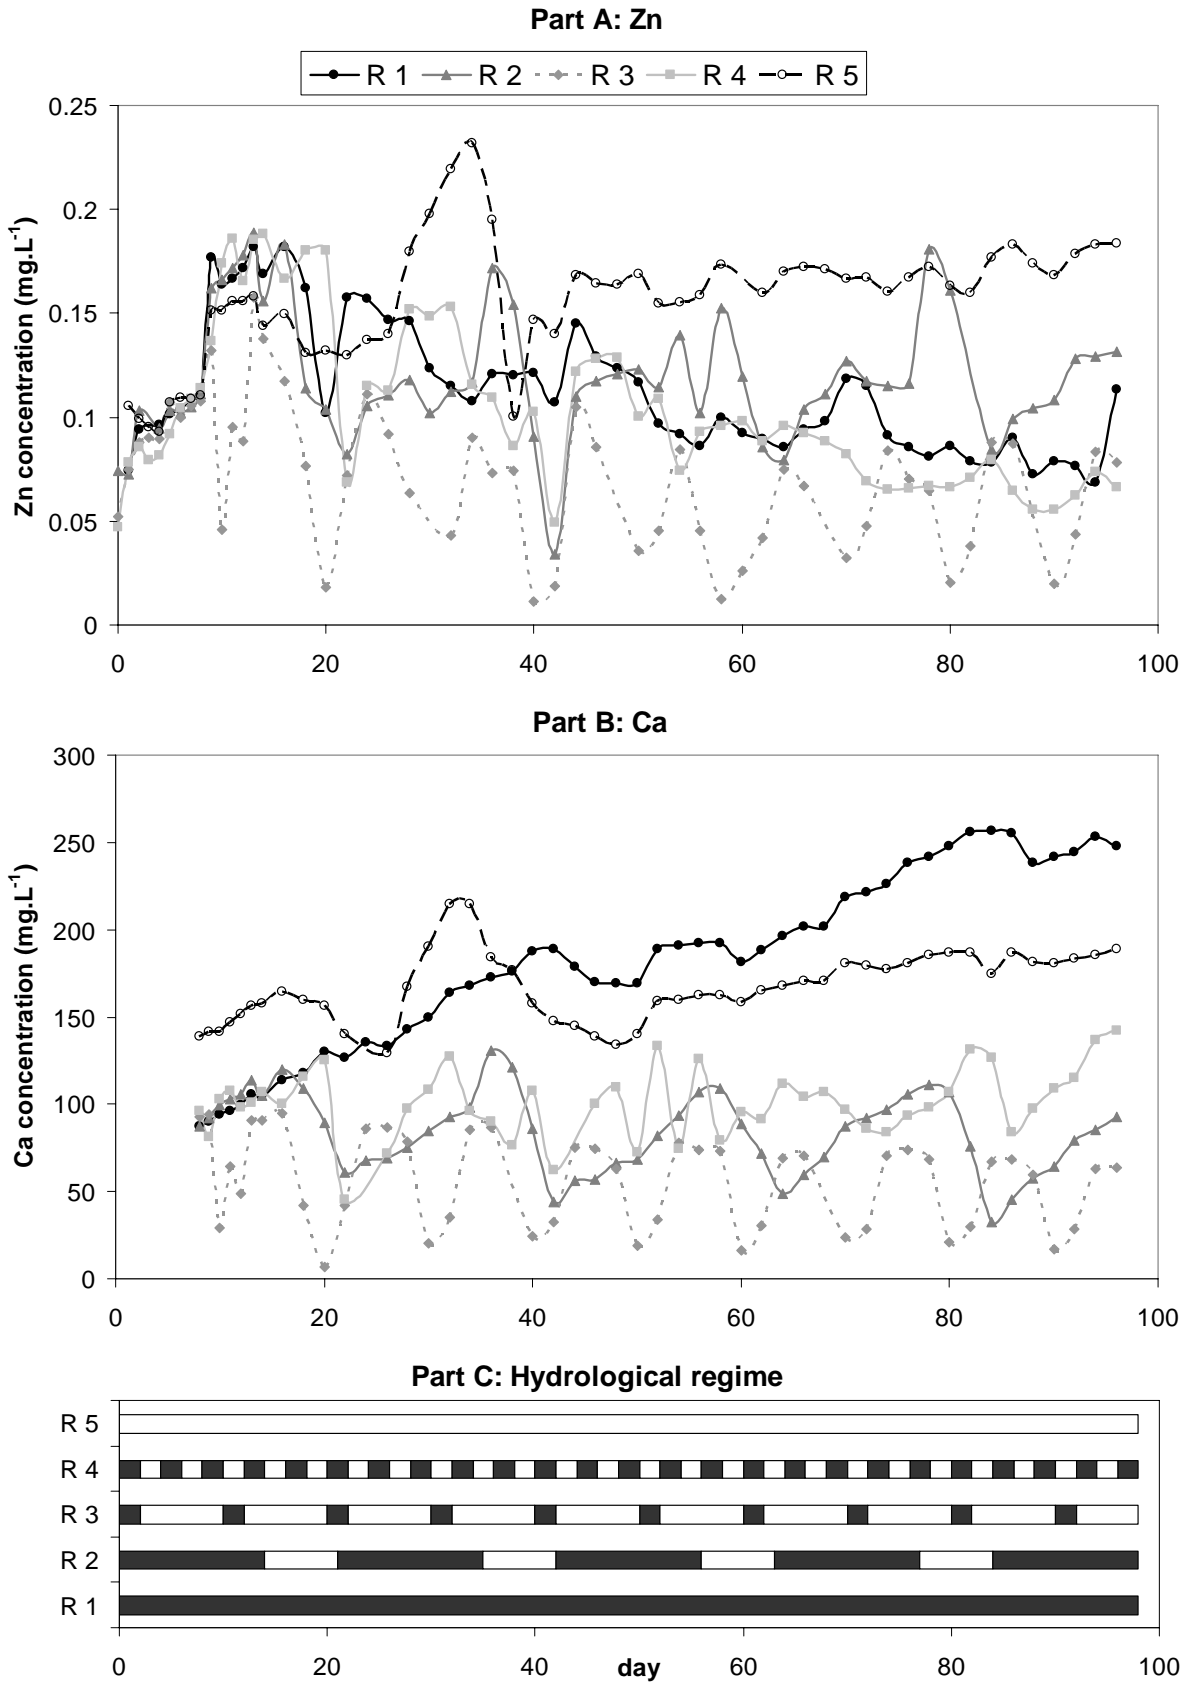 Part A: Zn
R 1 R 2 R 3 R 4 R 5
Zn concentration (mg.L-1)
0.25
0.2
0.15
0.1
0.05
0
0 20 40 60 80 100
Part B: Ca
Ca concentration (mg.L-1)
300
250
200
150
100
50
0
0 20 40 60 80 100
Part C: Hydrological regime
R 5
R 4
R 3
R 2
R 1
0 20 40 60 80 100
day